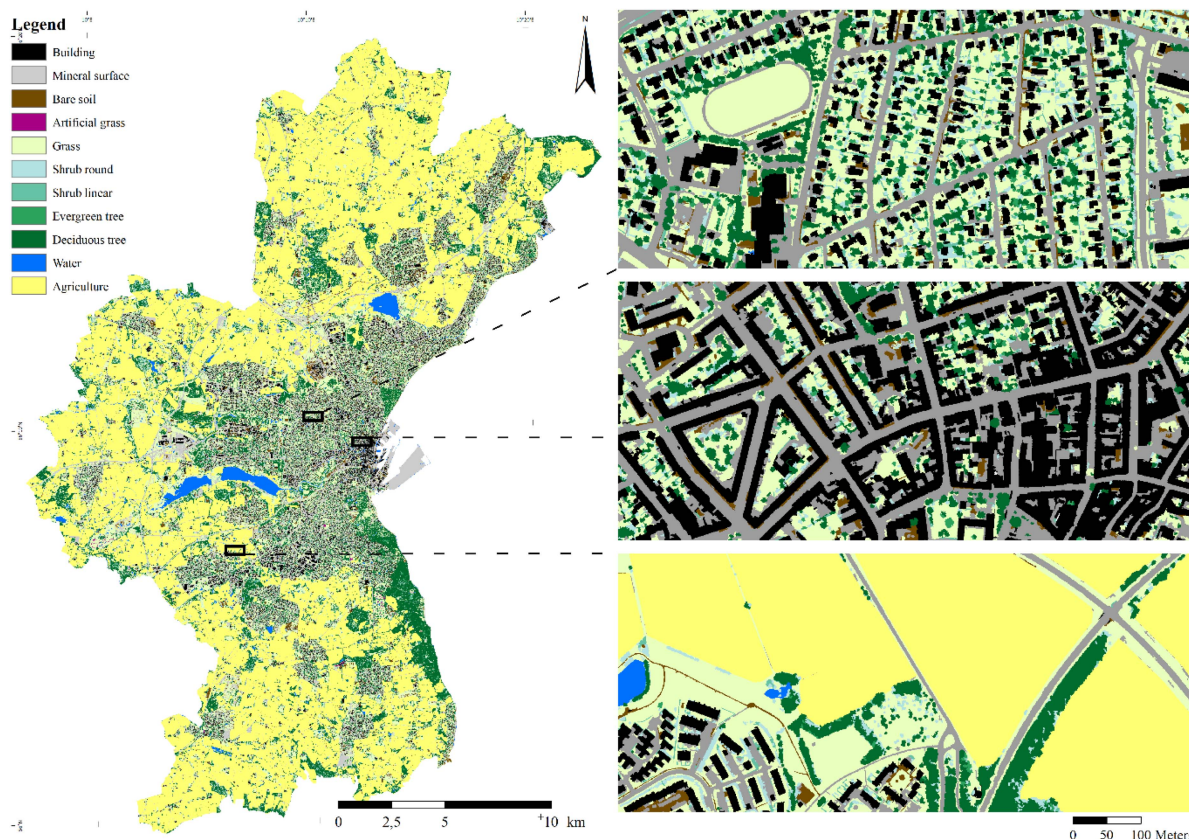 Legend
Building
Mineral surface
Bare soil
Artificial grass
Grass
Shrub round
Shrub linear
Evergreen tree
Deciduous tree
Water
Agriculture
N
0 2,5 5 10 km
0 50 100 Meter